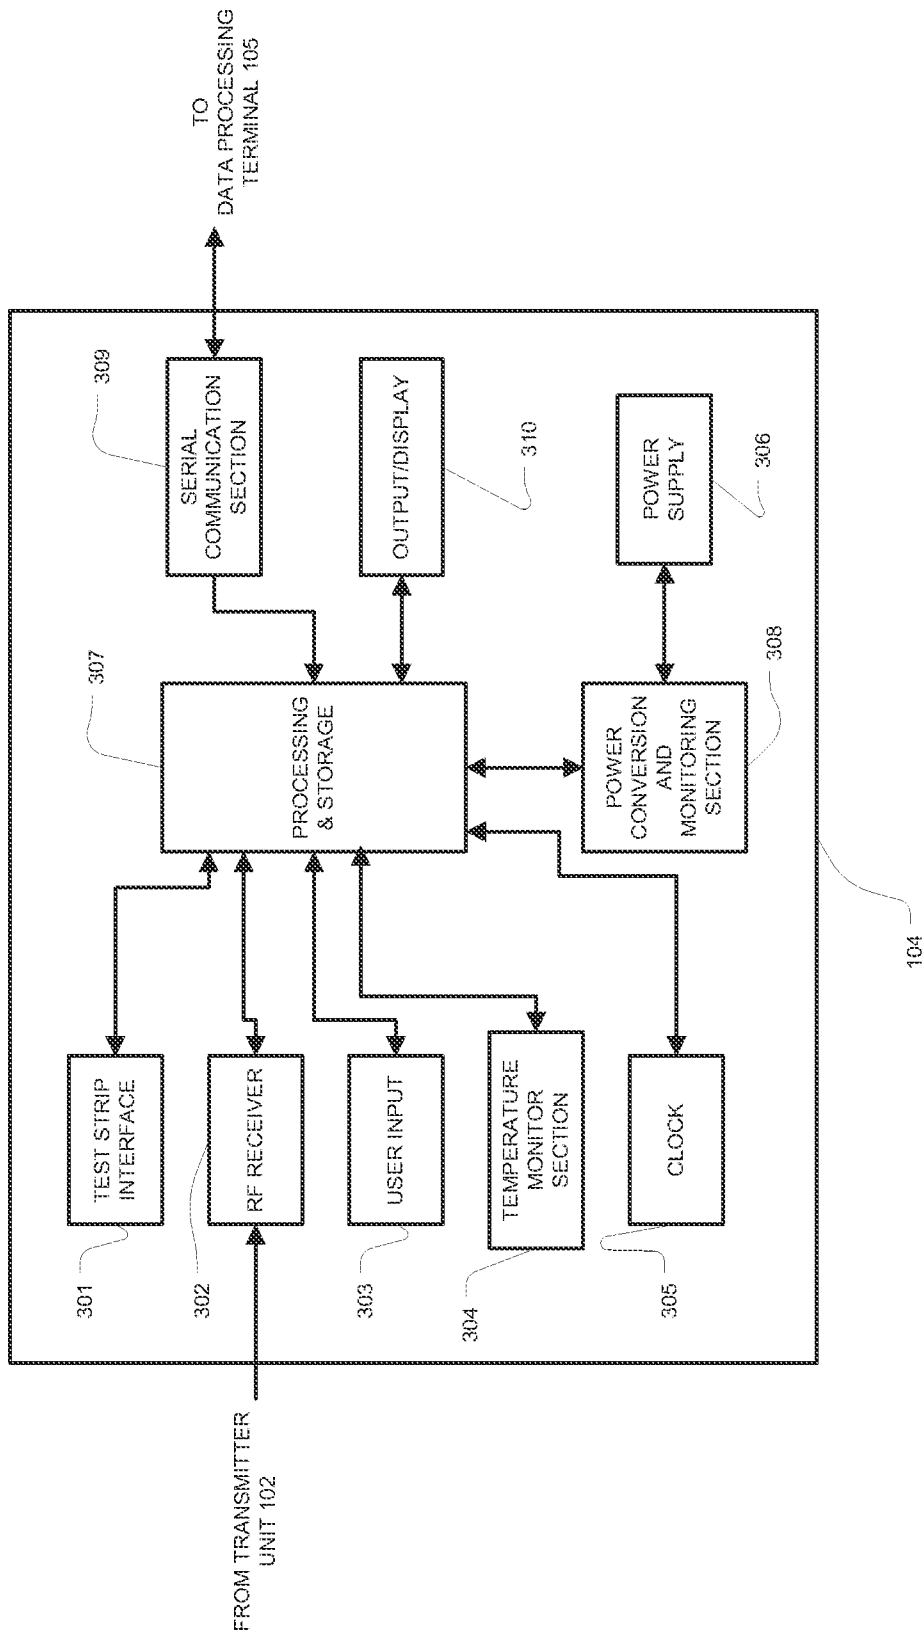 FROM TRANSMITTER
UNIT 102
301
TEST STRIP
INTERFACE
302
RF RECEIVER
303
USER INPUT
304
TEMPERATURE
MONITOR
SECTION
305
CLOCK
307
PROCESSING
& STORAGE
308
POWER
CONVERSION
AND
MONITORING
SECTION
309
SERIAL
COMMUNICATION
SECTION
310
OUTPUT/DISPLAY
306
POWER
SUPPLY
TO
DATA PROCESSING
TERMINAL 105
104